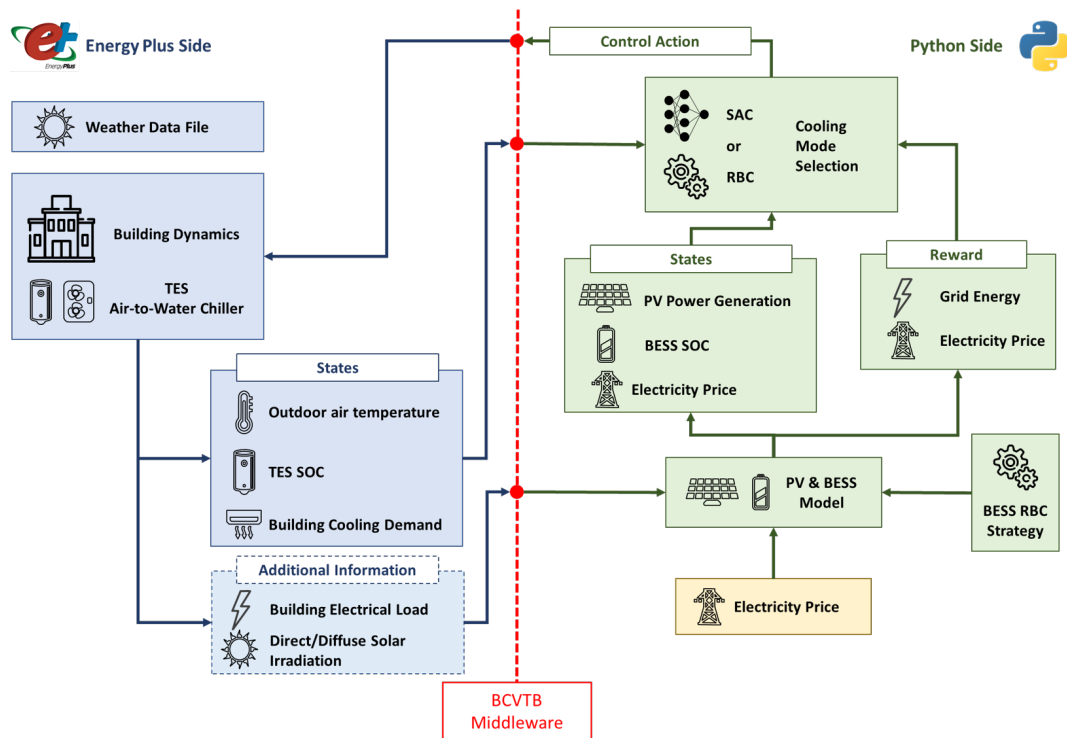 et+
EnergyPlus
Energy Plus Side
Control Action
Python Side
Weather Data File
SAC
or
RBC
Cooling
Mode
Selection
Building Dynamics
TES
Air-to-Water Chiller
States
PV Power Generation
BESS SOC
Electricity Price
Reward
Grid Energy
Electricity Price
States
Outdoor air temperature
TES SOC
Building Cooling Demand
PV & BESS
Model
BESS RBC
Strategy
Additional Information
Building Electrical Load
Direct/Diffuse Solar
Irradiation
Electricity Price
BCVTB
Middleware